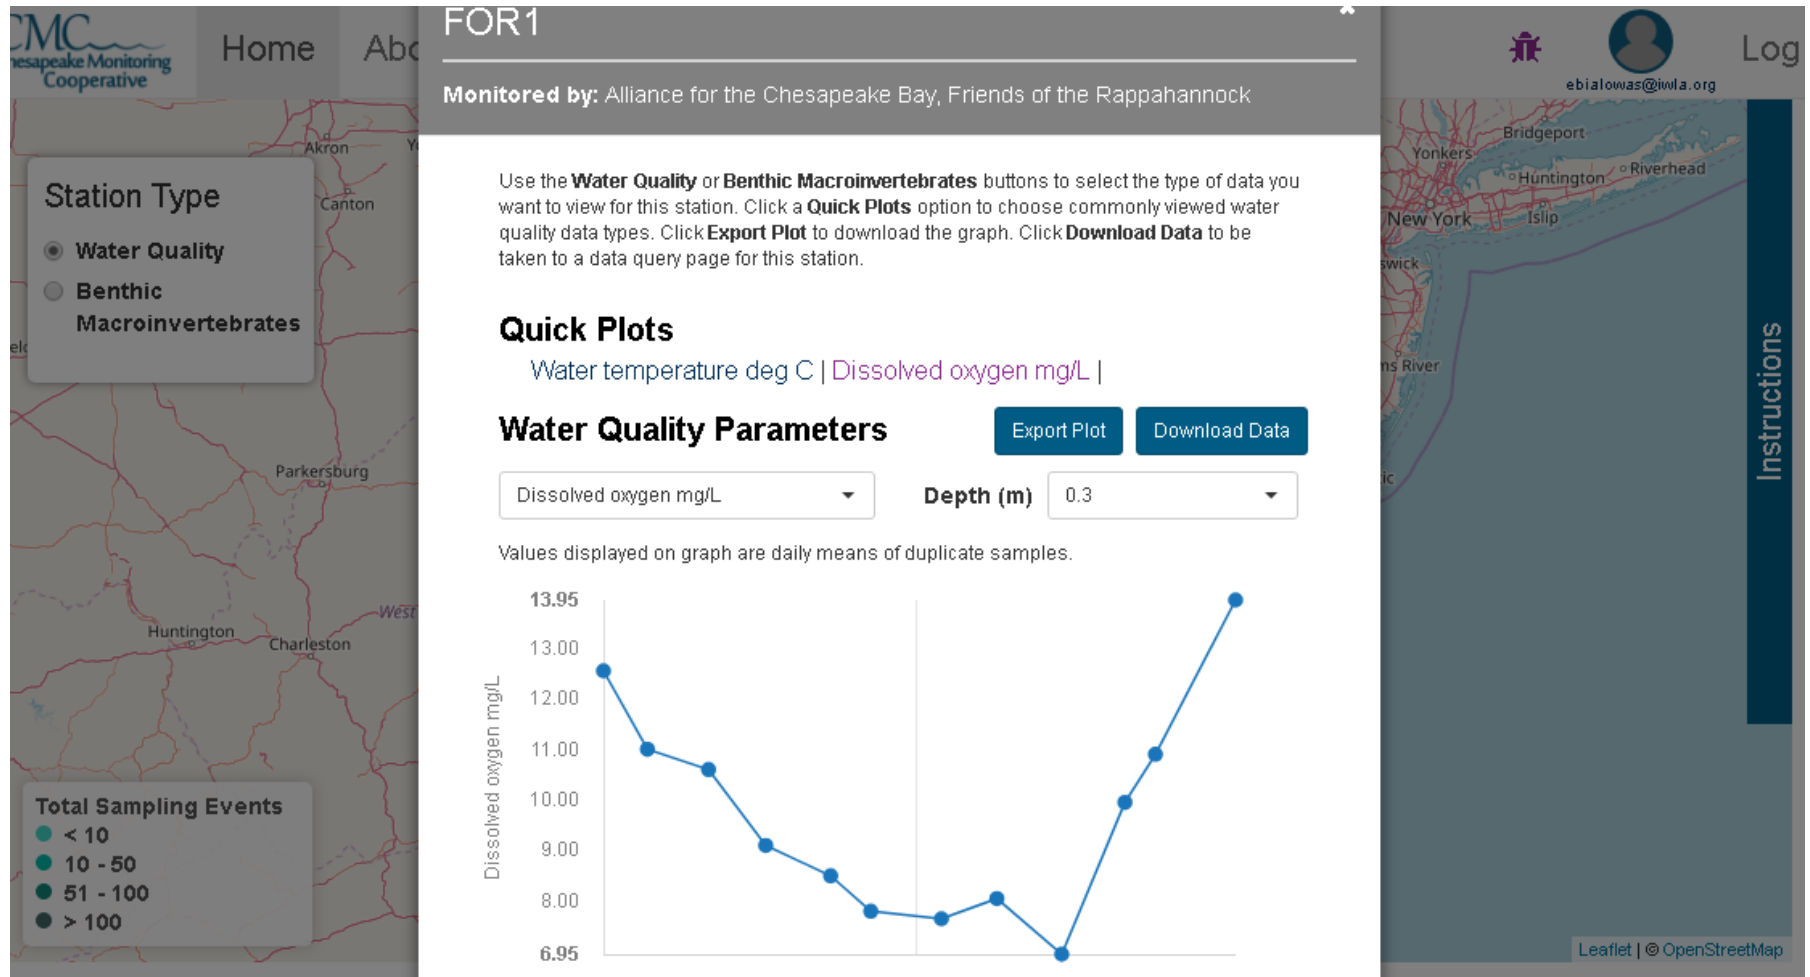 CMC
Chesapeake Monitoring
Cooperative
Home
Abo
FOR1
Monitored by: Alliance for the Chesapeake Bay, Friends of the Rappahannock
ebialowas@iwla.org
Log
Station Type
Water Quality
Benthic
Macroinvertebrates
Akron
Canton
Parkersburg
Huntington
Charleston
West
Total Sampling Events
< 10
10 - 50
51 - 100
> 100
Use the Water Quality or Benthic Macroinvertebrates buttons to select the type of data you
want to view for this station. Click a Quick Plots option to choose commonly viewed water
quality data types. Click Export Plot to download the graph. Click Download Data to be
taken to a data query page for this station.
Quick Plots
Water temperature deg C | Dissolved oxygen mg/L |
Water Quality Parameters
Export Plot
Download Data
Dissolved oxygen mg/L
Depth (m)
0.3
Values displayed on graph are daily means of duplicate samples.
Dissolved oxygen mg/L
13.95
13.00
12.00
11.00
10.00
9.00
8.00
6.95
Bridgeport
Yonkers
Huntington
Riverhead
New York
Islip
swick
ms River
ic
Instructions
Leaflet | © OpenStreetMap